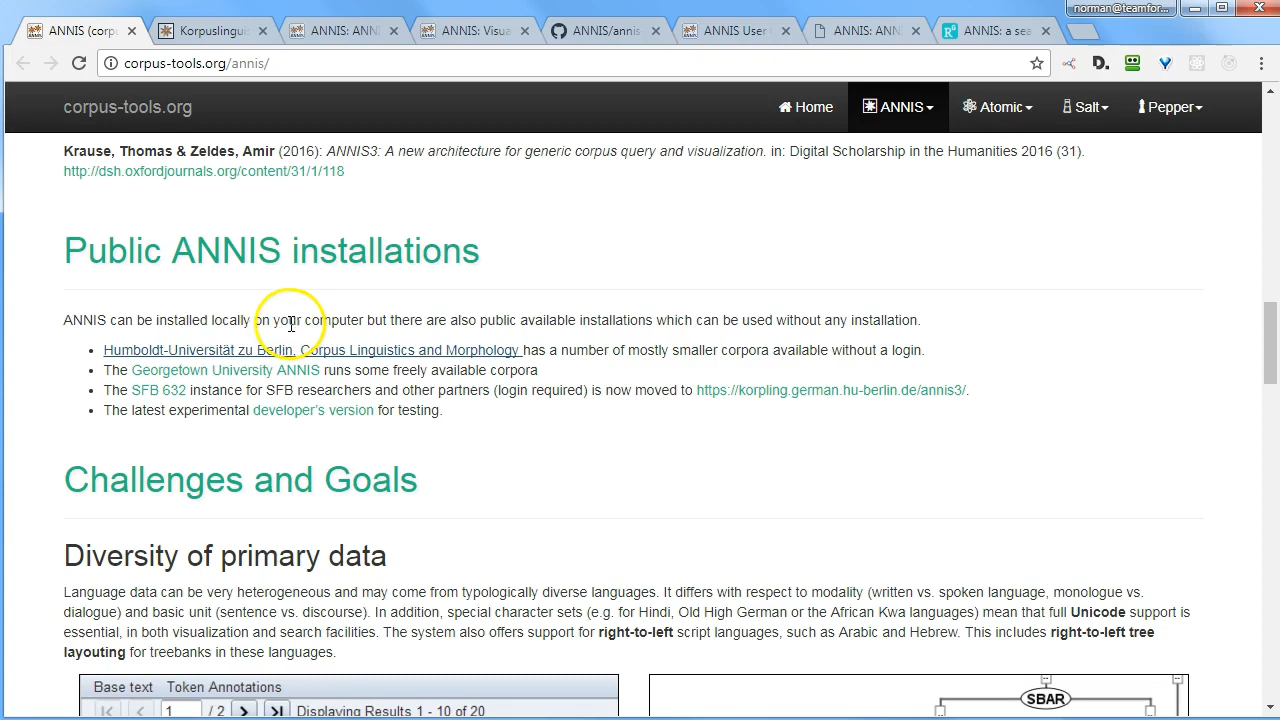 norman@teamfor...
ANNIS (corp
Korpuslingui
ANNIS: ANN
ANNIS: Visua
ANNIS/annis
ANNIS User
ANNIS: ANN
ANNIS: a sea
corpus-tools.org/annis/
corpus-tools.org
Home
ANNIS
Atomic
Salt
Pepper
Krause, Thomas & Zeldes, Amir (2016): ANNIS3: A new architecture for generic corpus query and visualization. in: Digital Scholarship in the Humanities 2016 (31).
http://dsh.oxfordjournals.org/content/31/1/118
Public ANNIS installations
ANNIS can be installed locally on your computer but there are also public available installations which can be used without any installation.
• Humboldt-Universität zu Berlin, Corpus Linguistics and Morphology has a number of mostly smaller corpora available without a login.
• The Georgetown University ANNIS runs some freely available corpora
• The SFB 632 instance for SFB researchers and other partners (login required) is now moved to https://korpling.german.hu-berlin.de/annis3/.
• The latest experimental developer's version for testing.
Challenges and Goals
Diversity of primary data
Language data can be very heterogeneous and may come from typologically diverse languages. It differs with respect to modality (written vs. spoken language, monologue vs.
dialogue) and basic unit (sentence vs. discourse). In addition, special character sets (e.g. for Hindi, Old High German or the African Kwa languages) mean that full Unicode support is
essential, in both visualization and search facilities. The system also offers support for right-to-left script languages, such as Arabic and Hebrew. This includes right-to-left tree
layouting for treebanks in these languages.
Base text Token Annotations
1 / 2 Displaying Results 1 - 10 of 20
SBAR